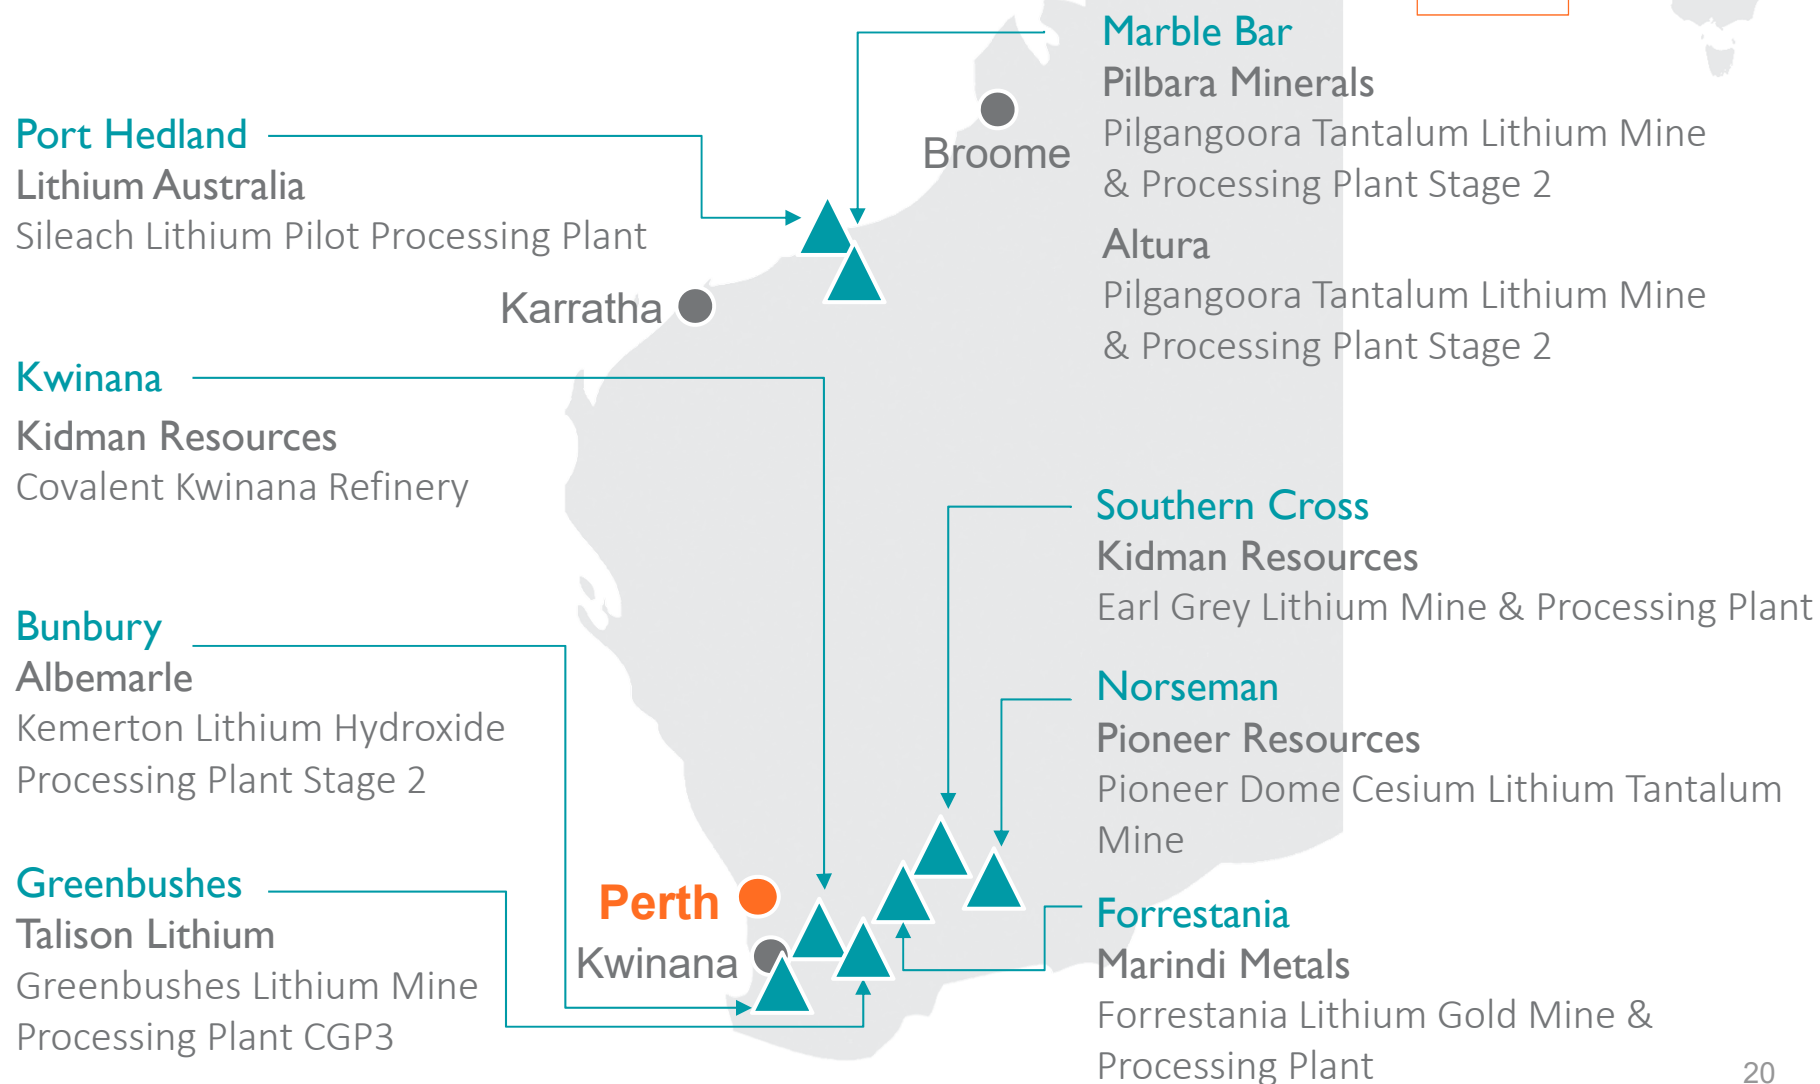 Port Hedland
Lithium Australia
Sileach Lithium Pilot Processing Plant
Karratha
Kwinana
Kidman Resources
Covalent Kwinana Refinery
Bunbury
Albemarle
Kemerton Lithium Hydroxide
Processing Plant Stage 2
Greenbushes
Talison Lithium
Greenbushes Lithium Mine
Processing Plant CGP3
Broome
Perth
Kwinana
Marble Bar
Pilbara Minerals
Pilgangoora Tantalum Lithium Mine
& Processing Plant Stage 2
Altura
Pilgangoora Tantalum Lithium Mine
& Processing Plant Stage 2
Southern Cross
Kidman Resources
Earl Grey Lithium Mine & Processing Plant
Norseman
Pioneer Resources
Pioneer Dome Cesium Lithium Tantalum
Mine
Forrestania
Marindi Metals
Forrestania Lithium Gold Mine &
Processing Plant
20